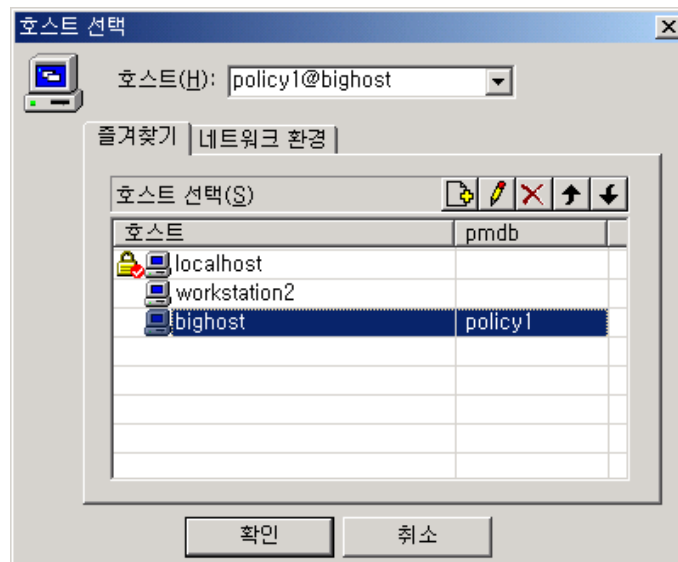 호스트 선택
호스트(H): policy1@bighost
즐겨찾기 네트워크 환경
호스트 선택(S)
호스트 pmdb
localhost
workstation2
bighost policy1
확인 취소